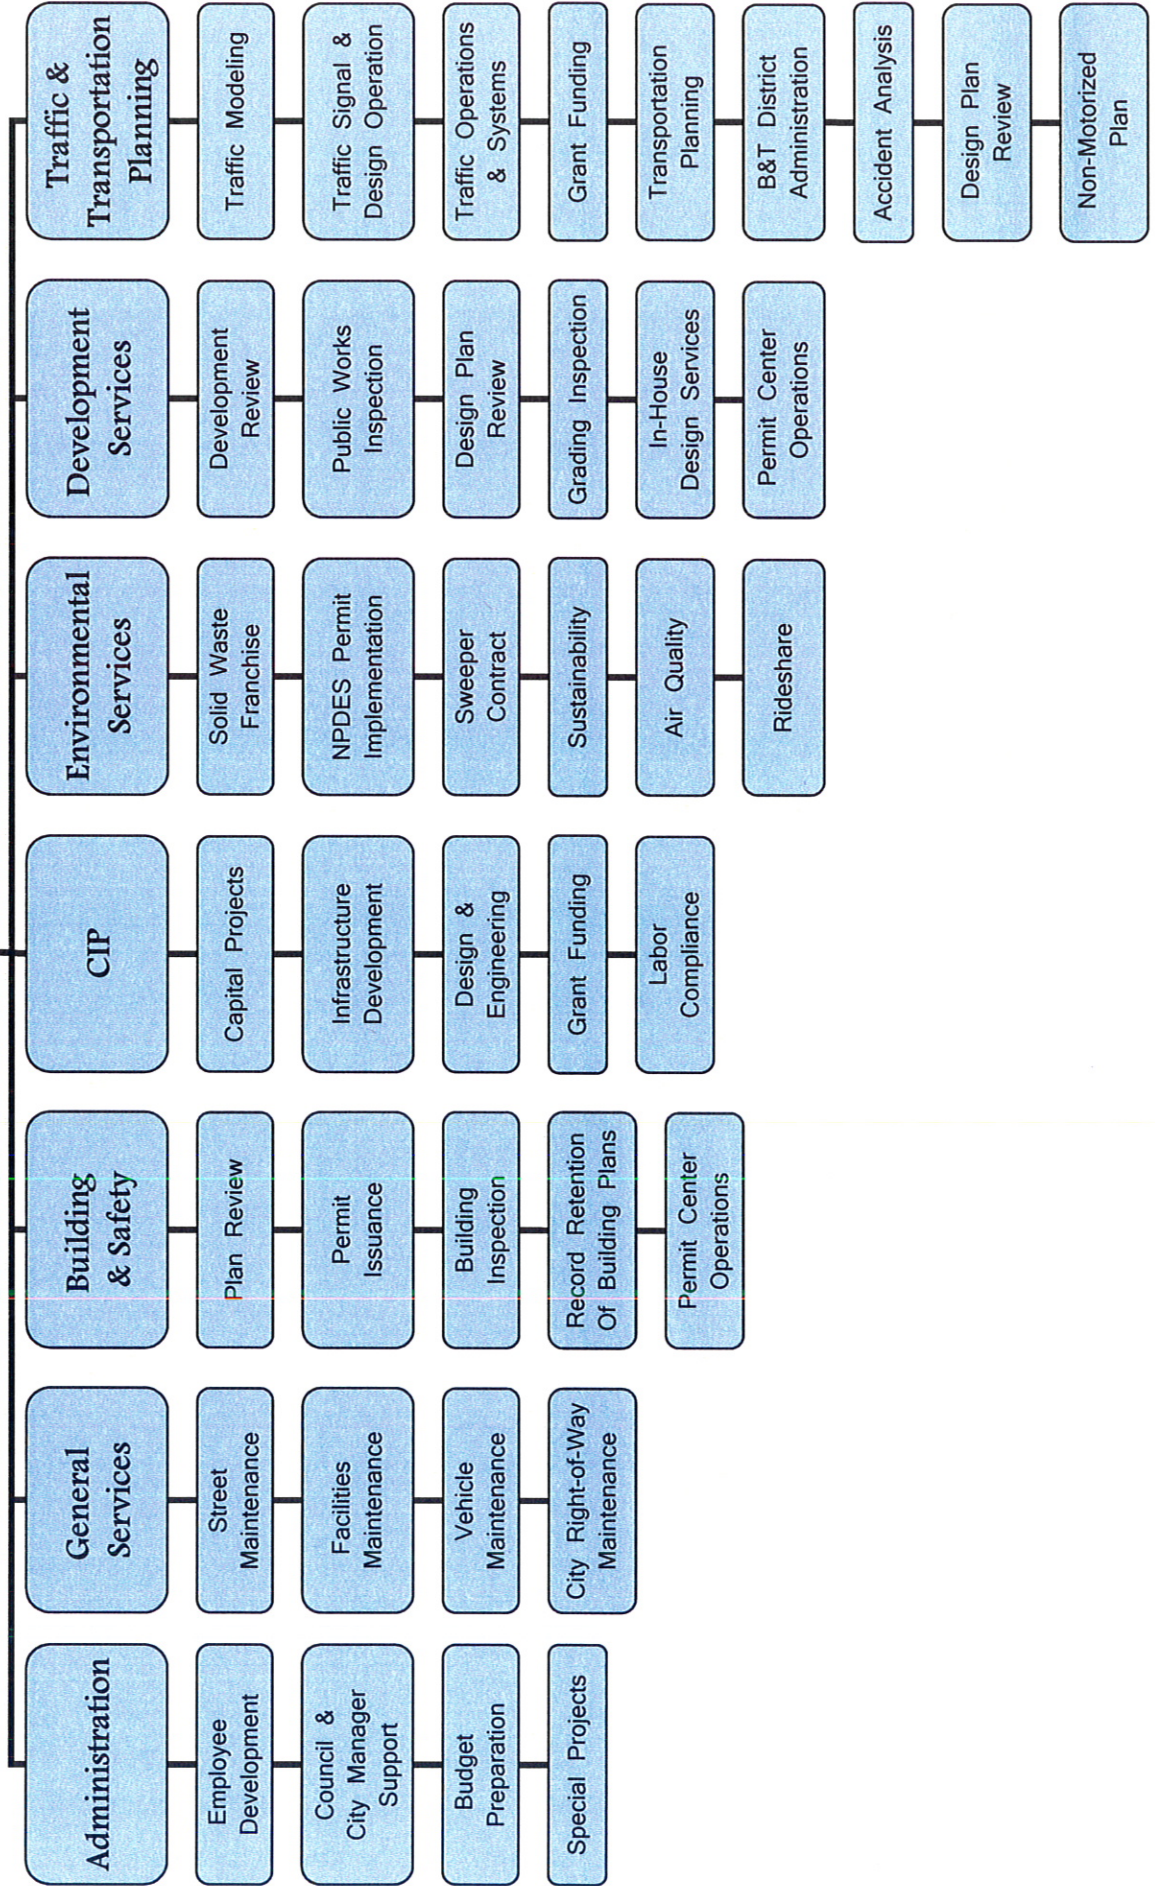 Administration
Employee
Development
Council &
City Manager
Support
Budget
Preparation
Special Projects
General
Services
Street
Maintenance
Facilities
Maintenance
Vehicle
Maintenance
City Right-of-Way
Maintenance
Building
& Safety
Plan Review
Permit
Issuance
Building
Inspection
Record Retention
Of Building Plans
Permit Center
Operations
CIP
Capital Projects
Infrastructure
Development
Design &
Engineering
Grant Funding
Labor
Compliance
Environmental
Services
Solid Waste
Franchise
NPDES Permit
Implementation
Sweeper
Contract
Sustainability
Air Quality
Rideshare
Development
Services
Development
Review
Public Works
Inspection
Design Plan
Review
Grading Inspection
In-House
Design Services
Permit Center
Operations
Traffic &
Transportation
Planning
Traffic Modeling
Traffic Signal &
Design Operation
Traffic Operations
& Systems
Grant Funding
Transportation
Planning
B&T District
Administration
Accident Analysis
Design Plan
Review
Non-Motorized
Plan